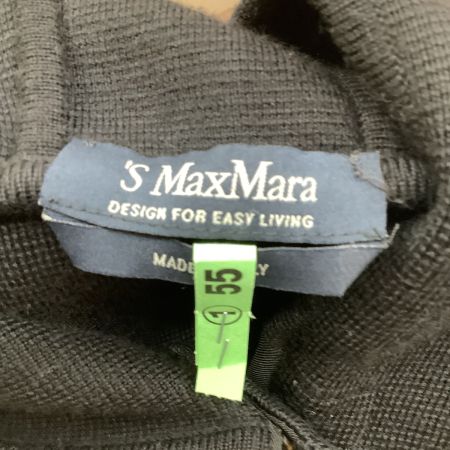 'S MaxMara
DESIGN FOR EASY LIVING
MADE
55
1